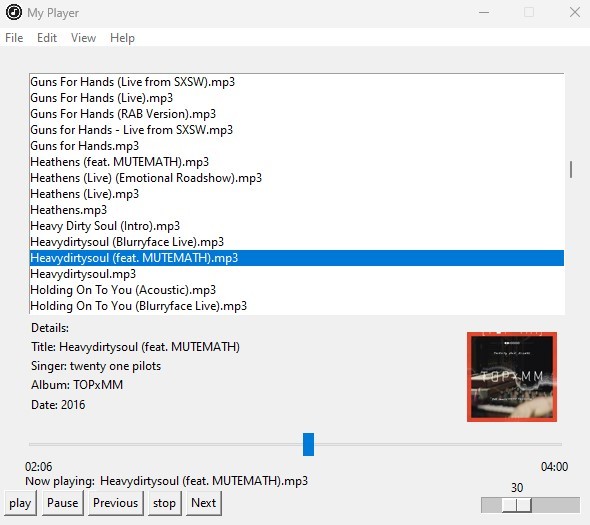 My Player
File Edit View Help
Guns For Hands (Live from SXSW).mp3
Guns For Hands (Live).mp3
Guns For Hands (RAB Version).mp3
Guns for Hands - Live from SXSW.mp3
Guns for Hands.mp3
Heathens (feat. MUTEMATH).mp3
Heathens (Live) (Emotional Roadshow).mp3
Heathens (Live).mp3
Heathens.mp3
Heavy Dirty Soul (Intro).mp3
Heavydirtysoul (Blurryface Live).mp3
Heavydirtysoul (feat. MUTEMATH).mp3
Heavydirtysoul.mp3
Holding On To You (Acoustic).mp3
Holding On To You (Blurryface Live).mp3
Details:
Title: Heavydirtysoul (feat. MUTEMATH)
Singer: twenty one pilots
Album: TOPxMM
Date: 2016
TOPxMM
02:06 04:00
Now playing: Heavydirtysoul (feat. MUTEMATH).mp3
30
play Pause Previous stop Next